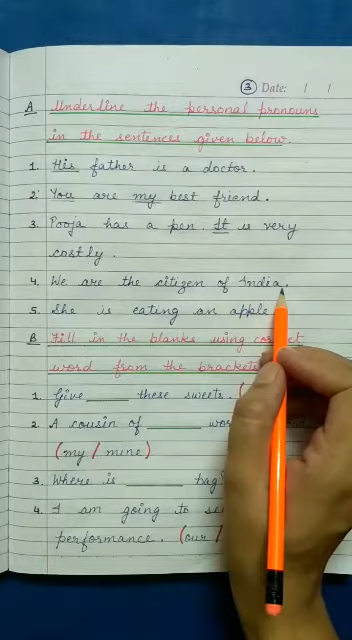 3 Date: / /
A Underline the personal pronouns
in the sentences given below.
1. His father is a doctor.
2. You are my best friend.
3. Pooja has a pen. It is very
costly.
4. We are the citizen of India.
5. She is eating an apple
B Fill in the blanks using correct
word from the brackets
1. Give ____ these sweets. (
2. A cousin of ____
(my / mine)
3. Where is ____ bag?
4. I am going to
performance. (our /